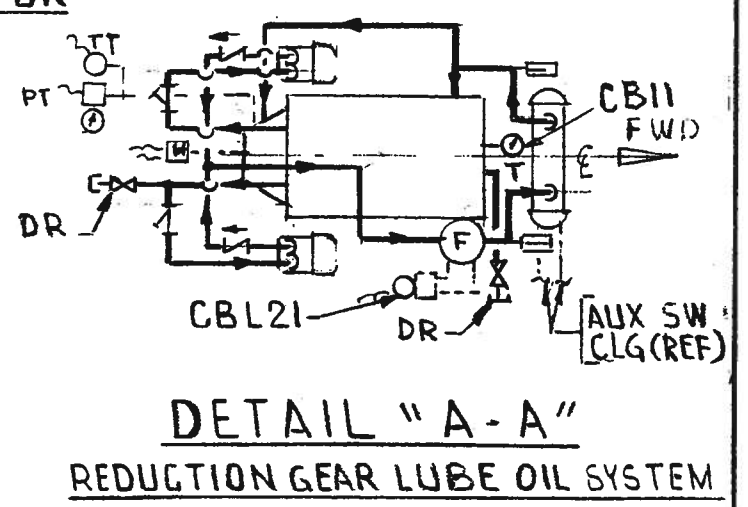 TT
PT
CB11
FWD
W
℄
T
DR
F
CBL21
DR
AUX SW
CLG(REF)
DETAIL "A-A"
REDUCTION GEAR LUBE OIL SYSTEM